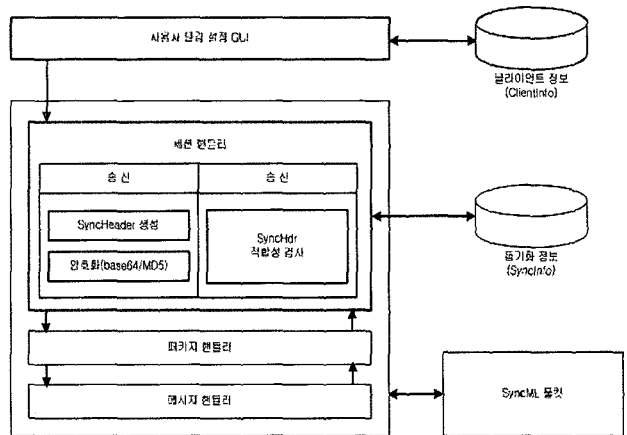 사용자 편리 설정 GUI
클라이언트 정보
(ClientInfo)
세션 핸들러
송 신
송 신
SyncHeader 생성
암호화(base64/MD5)
SyncHdr
적합성 검사
동기화 정보
(SyncInfo)
패키지 핸들러
메시지 핸들러
SyncML 툴킷